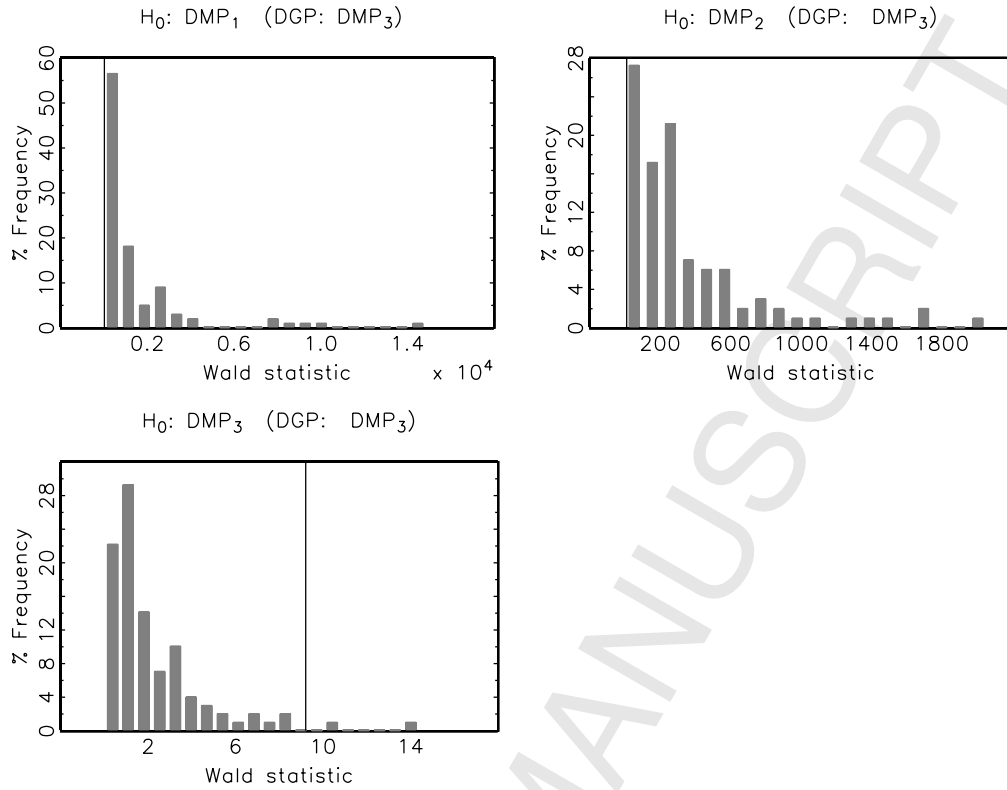 H₀: DMP₁ (DGP: DMP₃)
% Frequency
60
50
40
30
20
10
0
0.2 0.6 1.0 1.4
Wald statistic x 10⁴
H₀: DMP₂ (DGP: DMP₃)
% Frequency
28
20
12
8
4
0
200 600 1000 1400 1800
Wald statistic
H₀: DMP₃ (DGP: DMP₃)
% Frequency
28
20
12
8
4
0
2 6 10 14
Wald statistic
MANUSCRIPT